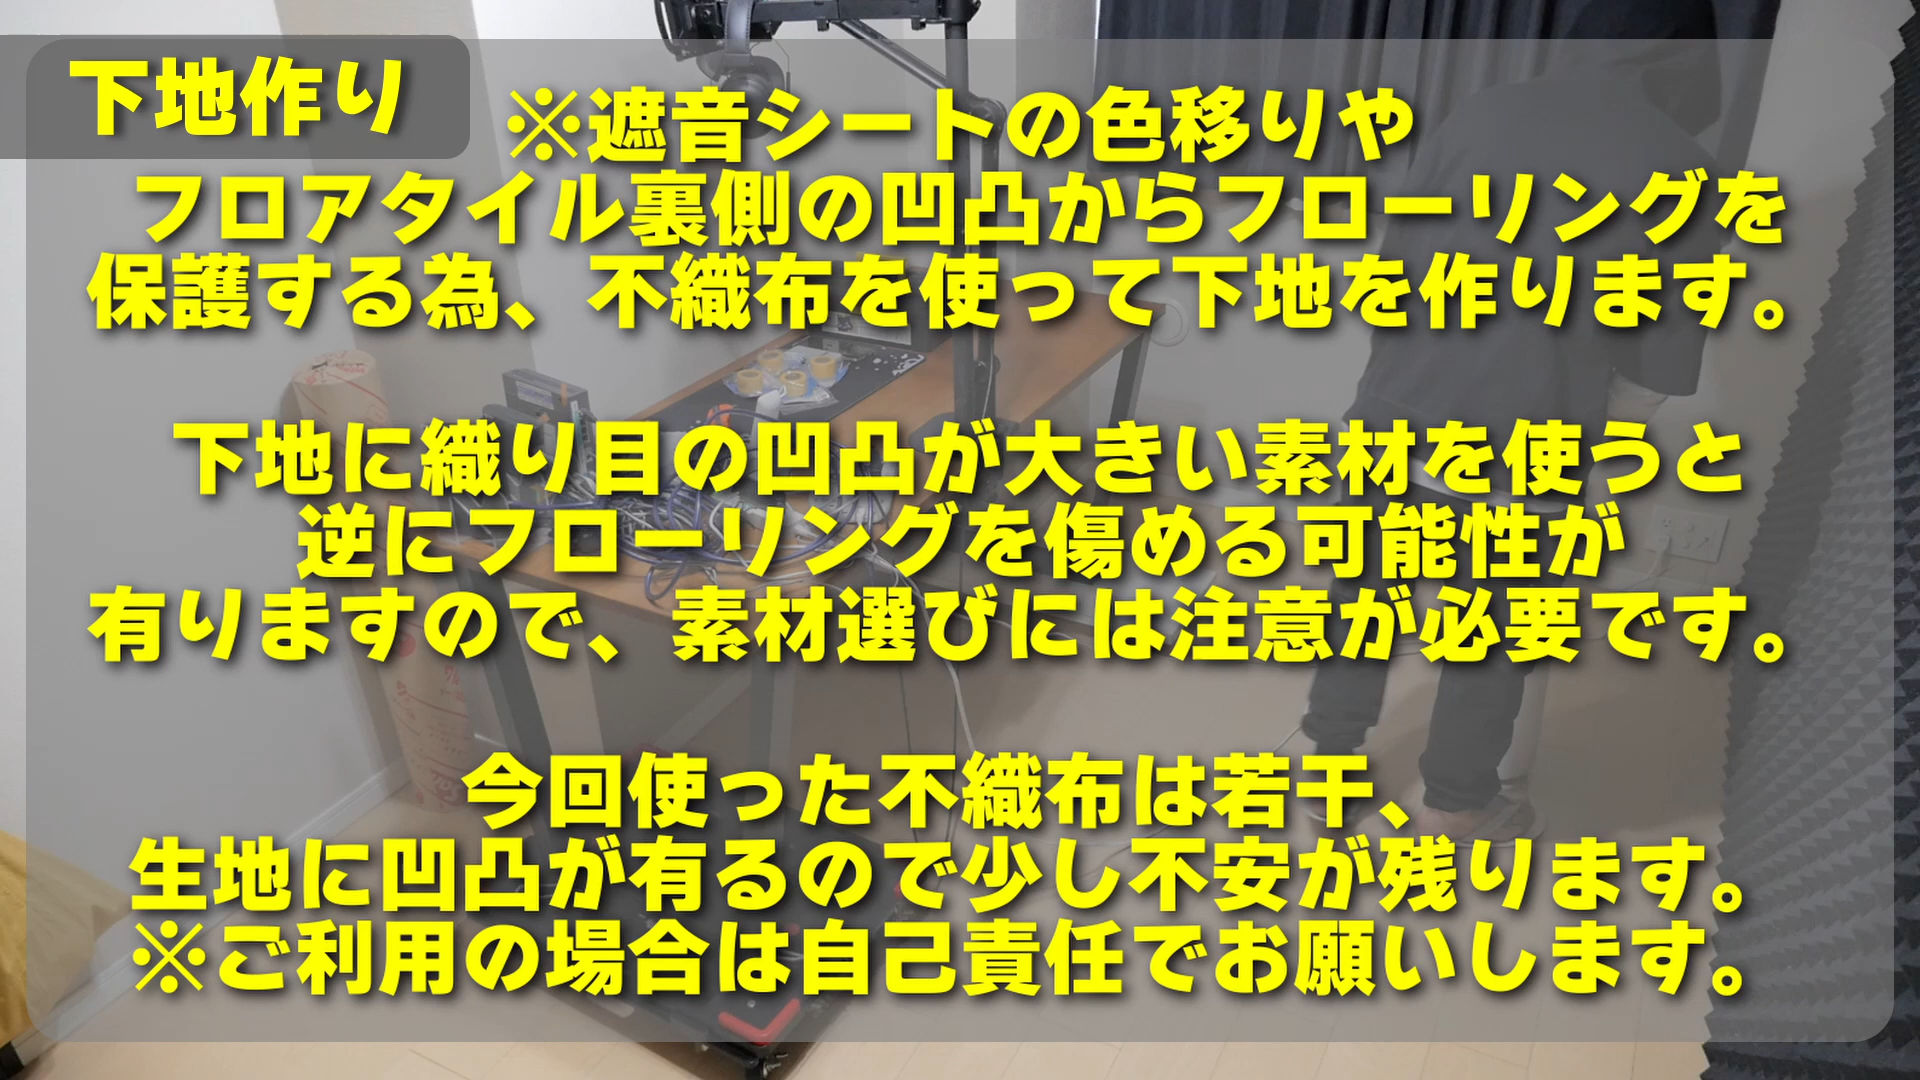 下地作り
※遮音シートの色移りや
フロアタイル裏側の凹凸からフローリングを
保護する為、不織布を使って下地を作ります。
下地に織り目の凹凸が大きい素材を使うと
逆にフローリングを傷める可能性が
有りますので、素材選びには注意が必要です。
今回使った不織布は若干、
生地に凹凸が有るので少し不安が残ります。
※ご利用の場合は自己責任でお願いします。